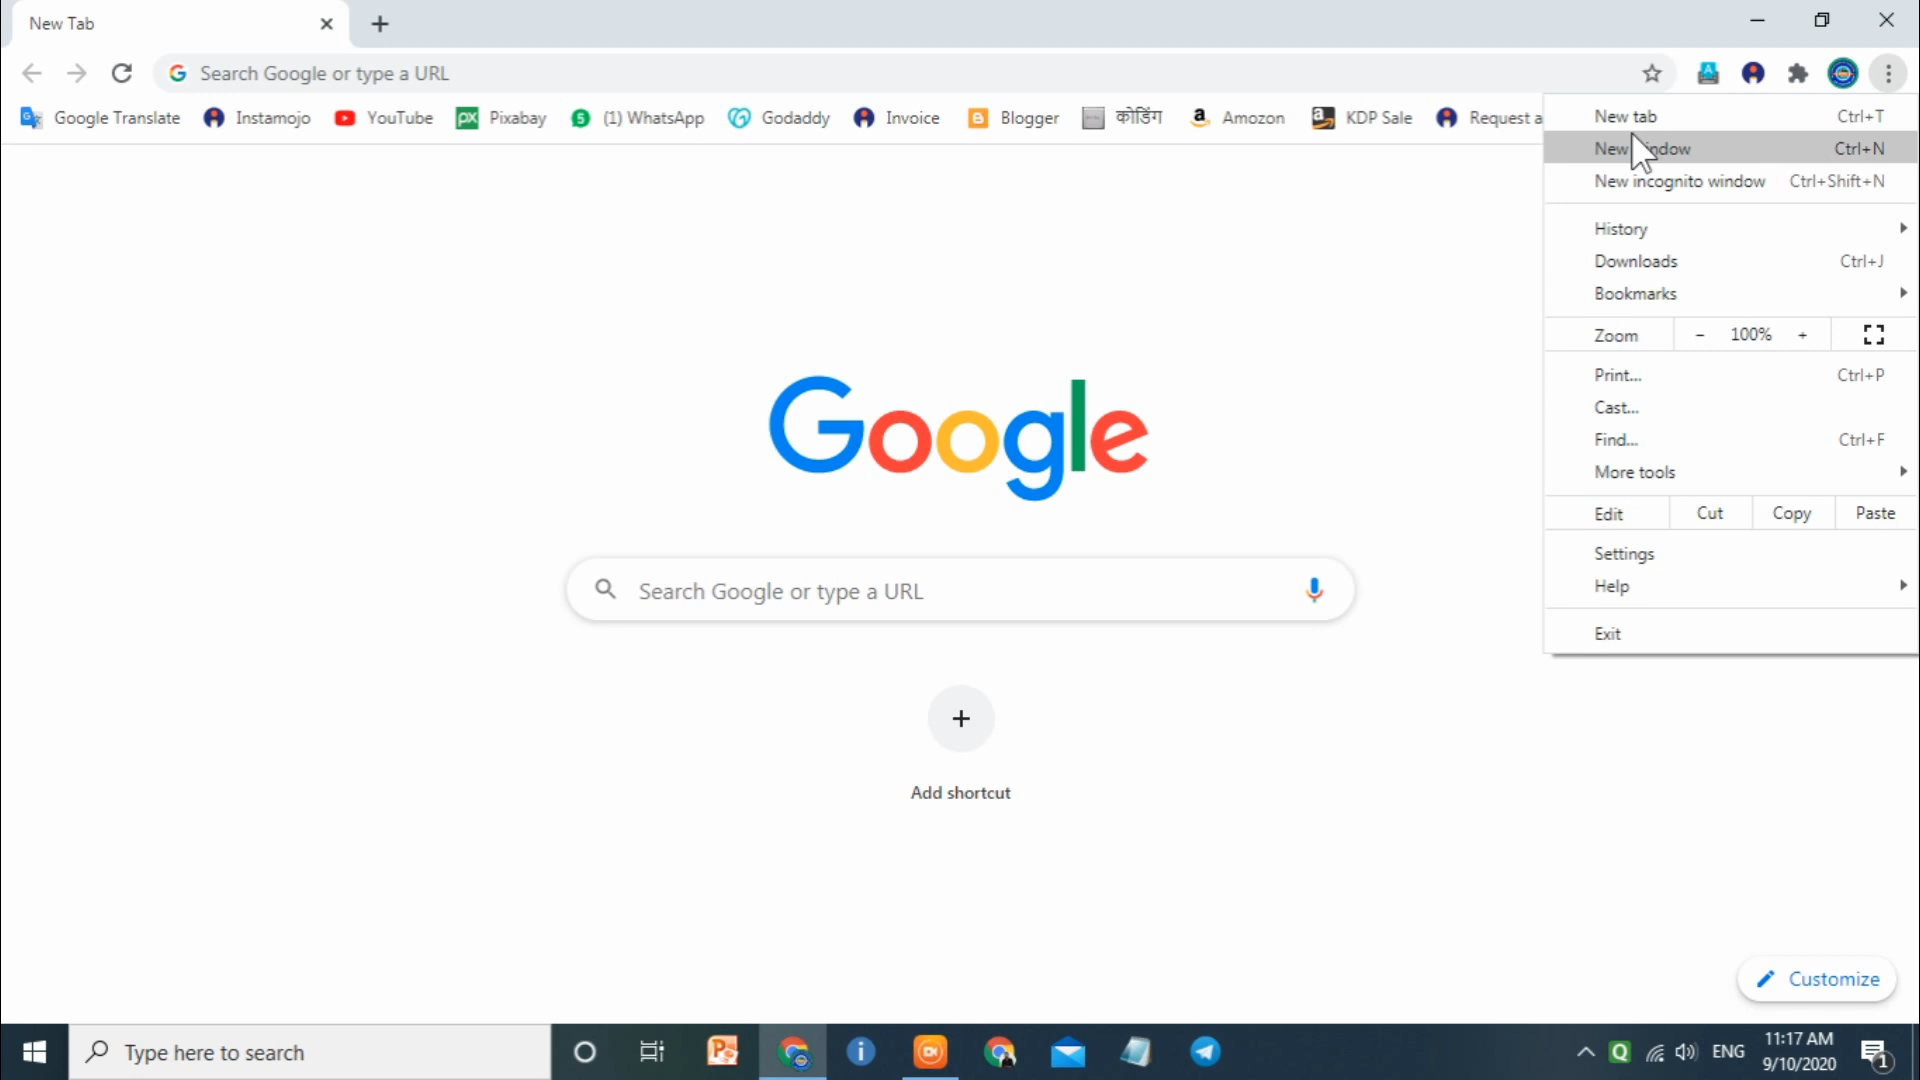 New Tab
Search Google or type a URL
Google Translate Instamojo YouTube Pixabay (1) WhatsApp Godaddy Invoice Blogger कोडिंग Amozon KDP Sale Request a
New tab Ctrl+T
New window Ctrl+N
New incognito window Ctrl+Shift+N
History
Downloads Ctrl+J
Bookmarks
Zoom - 100% +
Print... Ctrl+P
Cast...
Find... Ctrl+F
More tools
Edit Cut Copy Paste
Settings
Help
Exit
Google
Search Google or type a URL
Add shortcut
Customize
Type here to search
ENG
11:17 AM
9/10/2020
1